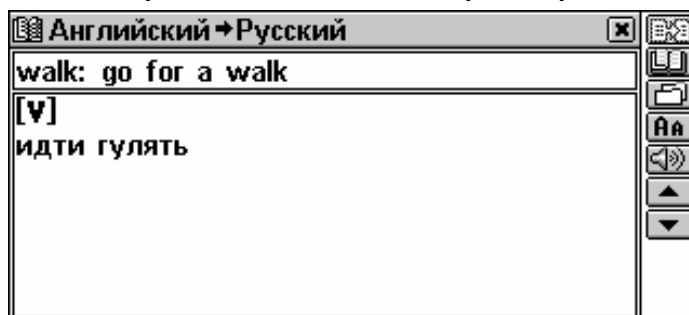 Английский→Русский
walk: go for a walk
[V]
идти гулять
Aa